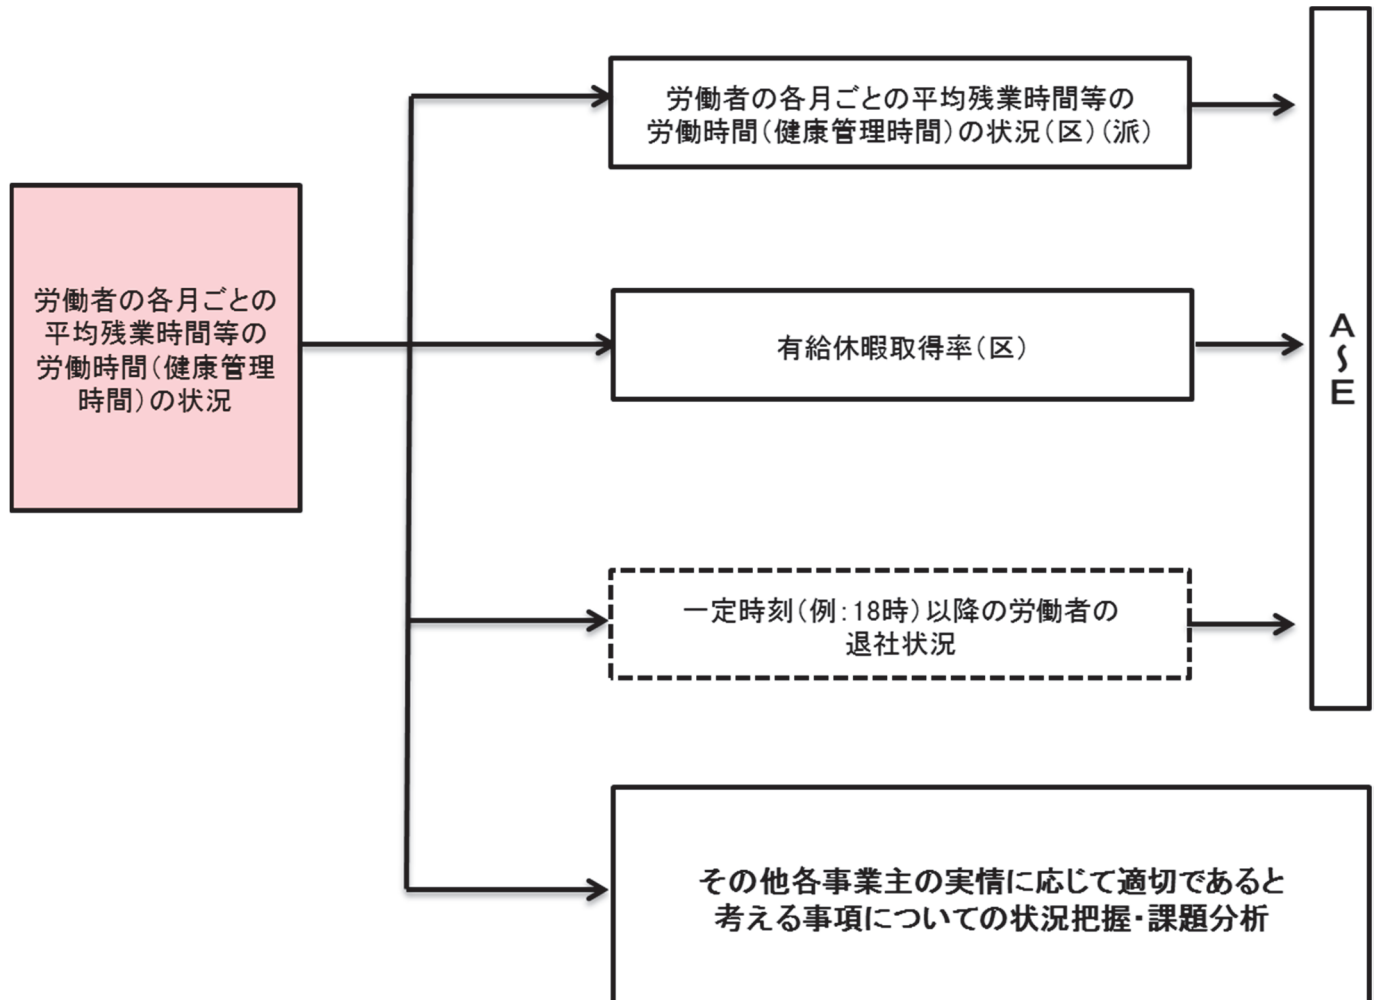 労働者の各月ごとの
平均残業時間等の
労働時間（健康管理
時間）の状況
労働者の各月ごとの平均残業時間等の
労働時間（健康管理時間）の状況（区）（派）
有給休暇取得率（区）
一定時刻（例：18時）以降の労働者の
退社状況
その他各事業主の実情に応じて適切であると
考える事項についての状況把握・課題分析
A
〜
E